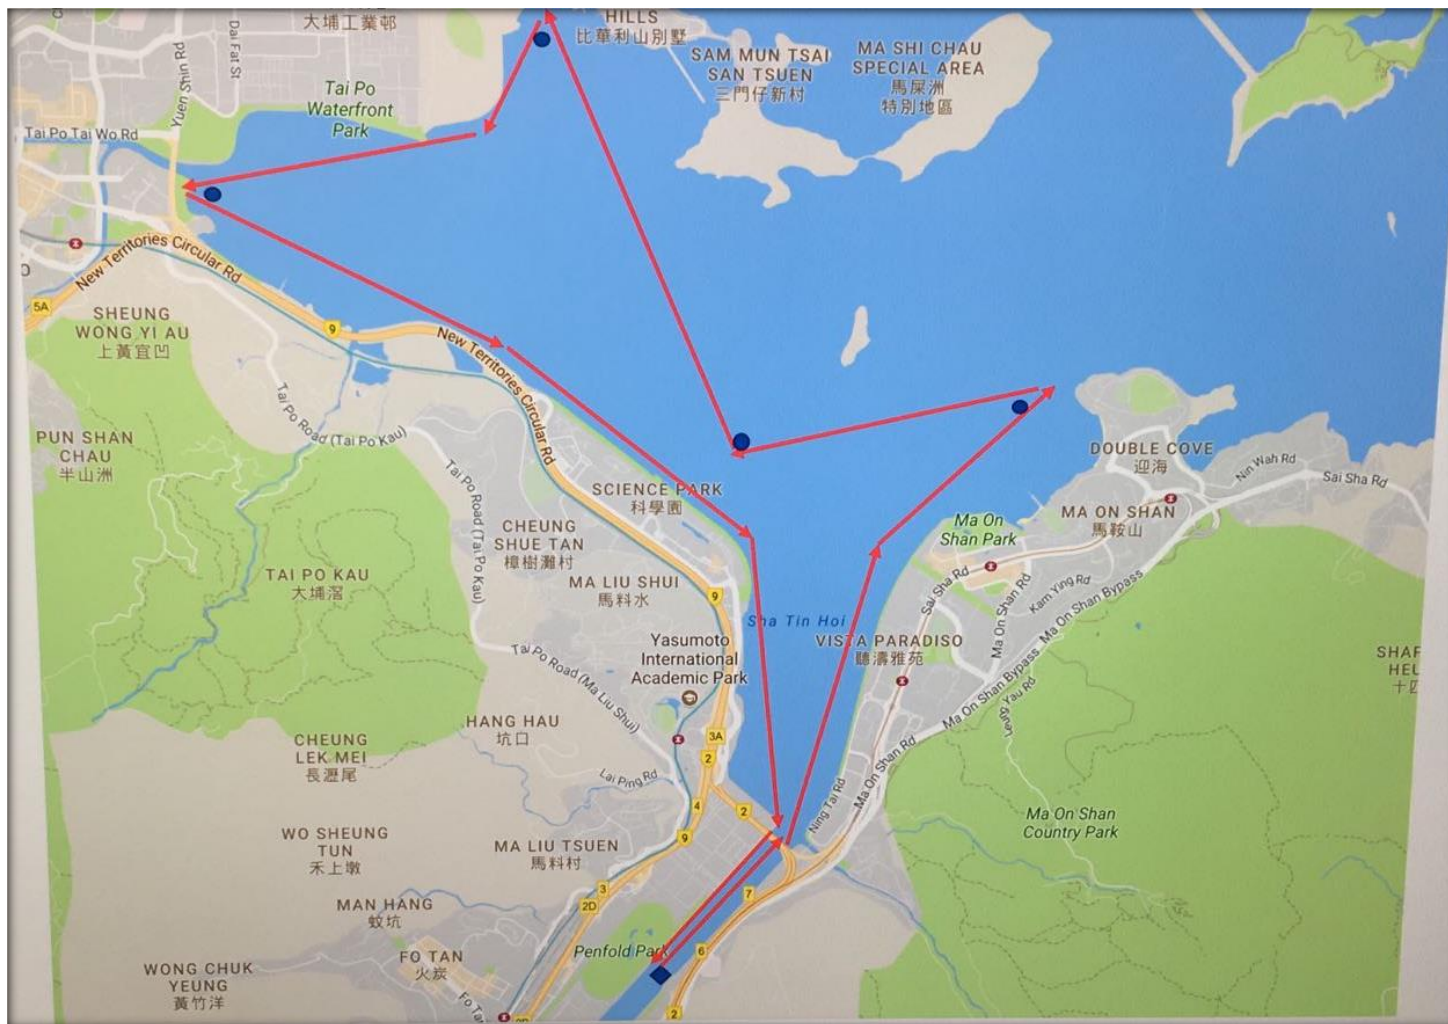 大埔工業邨
Dai Fat St
Yuen Shin Rd
HILLS
比華利山別墅
SAM MUN TSAI
SAN TSUEN
三門仔新村
MA SHI CHAU
SPECIAL AREA
馬屎洲
特別地區
Tai Po
Waterfront
Park
Tai Po Tai Wo Rd
New Territories Circular Rd
5A
9
SHEUNG
WONG YI AU
上黃宜凹
New Territories Circular Rd
Tai Po Road (Tai Po Kau)
PUN SHAN
CHAU
半山洲
Tai Po Road (Tai Po Kau)
SCIENCE PARK
科學園
CHEUNG
SHUE TAN
樟樹灘村
DOUBLE COVE
迎海
Nin Wah Rd
Sai Sha Rd
MA ON SHAN
馬鞍山
Ma On
Shan Park
TAI PO KAU
大埔滘
MA LIU SHUI
馬料水
9
Sai Sha Rd
Ma On Shan Rd
Kam Ying Rd
Ma On Shan Bypass
Sha Tin Hoi
VISTA PARADISO
聽濤雅苑
Yasumoto
International
Academic Park
Tai Po Road (Ma Liu Shui)
Ma On Shan Bypass
Hang Yau Rd
HANG HAU
坑口
3A
2
CHEUNG
LEK MEI
長瀝尾
Lai Ping Rd
4
2
Ning Tai Rd
Ma On Shan Rd
Ma On Shan
Country Park
WO SHEUNG
TUN
禾上墩
MA LIU TSUEN
馬料村
9
3
2D
7
MAN HANG
蚊坑
Penfold Park
6
FO TAN
火炭
WONG CHUK
YEUNG
黃竹洋
2